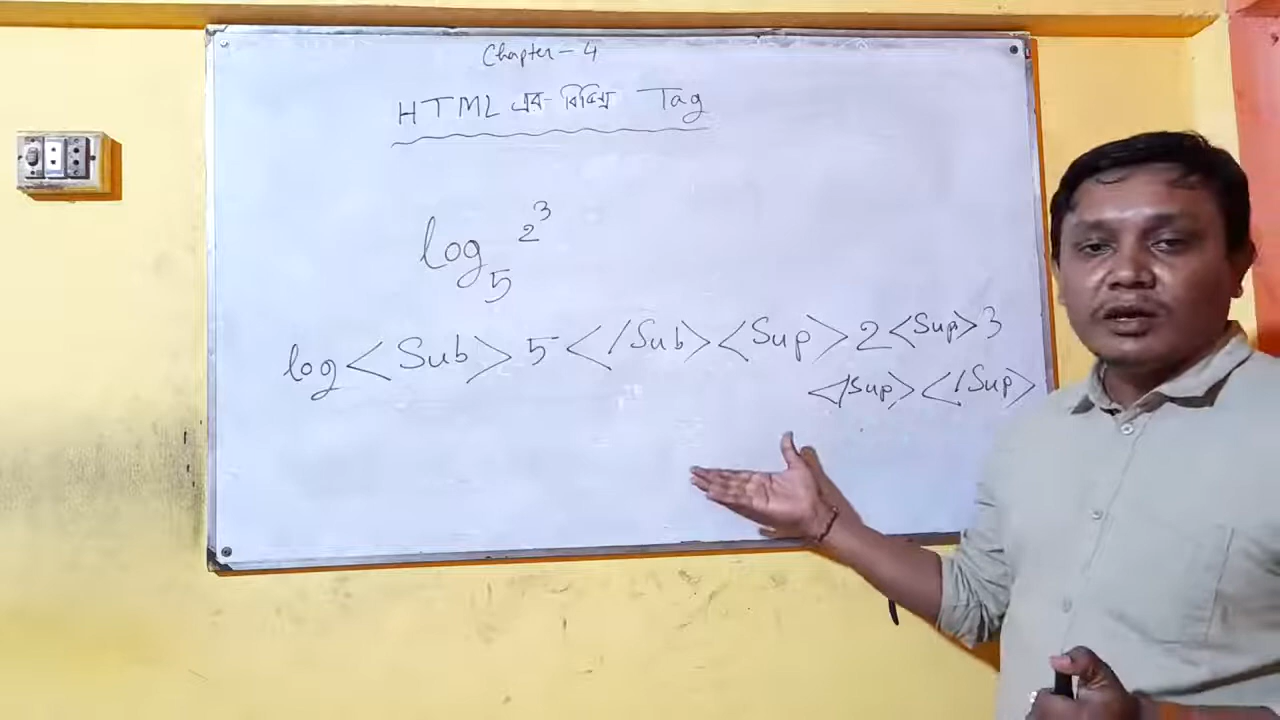 Chapter - 4
HTML এর বিভিন্ন Tag
log₅ 2³
log<Sub>5</Sub><Sup>2<Sup>3
</Sup></Sup>